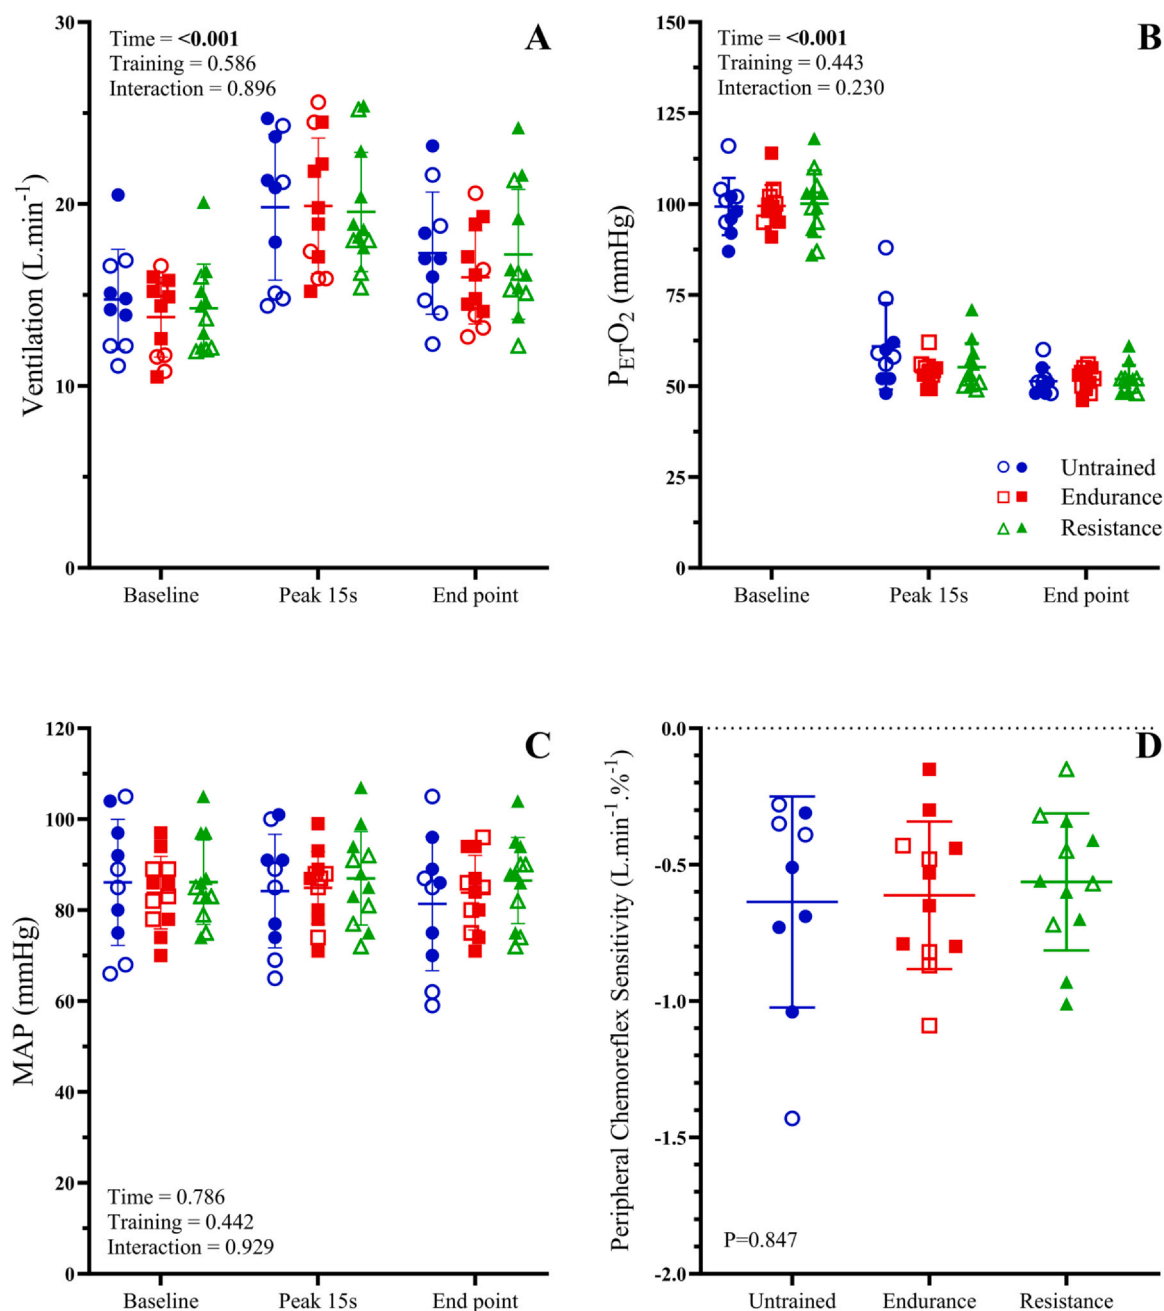 A
Time = <0.001
Training = 0.586
Interaction = 0.896
Ventilation (L.min⁻¹)
30
20
10
0
Baseline
Peak 15s
End point
B
Time = <0.001
Training = 0.443
Interaction = 0.230
PETO2 (mmHg)
150
125
100
75
50
25
0
Untrained
Endurance
Resistance
Baseline
Peak 15s
End point
C
MAP (mmHg)
120
100
80
60
40
20
0
Time = 0.786
Training = 0.442
Interaction = 0.929
Baseline
Peak 15s
End point
D
Peripheral Chemoreflex Sensitivity (L.min⁻¹.%⁻¹)
0.0
-0.5
-1.0
-1.5
-2.0
P=0.847
Untrained
Endurance
Resistance